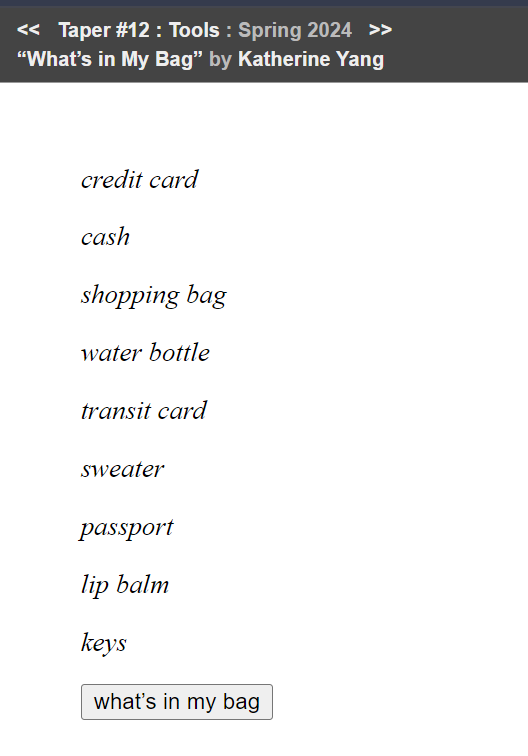 << Taper #12 : Tools : Spring 2024 >>
“What’s in My Bag” by Katherine Yang
credit card
cash
shopping bag
water bottle
transit card
sweater
passport
lip balm
keys
what’s in my bag